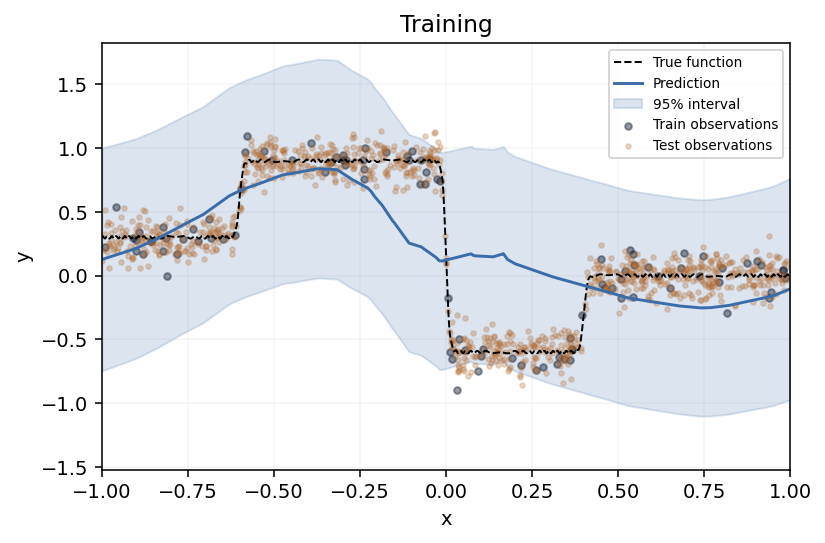 Training
True function
Prediction
95% interval
Train observations
Test observations
y
1.5
1.0
0.5
0.0
−0.5
−1.0
−1.5
−1.00 −0.75 −0.50 −0.25 0.00 0.25 0.50 0.75 1.00
x